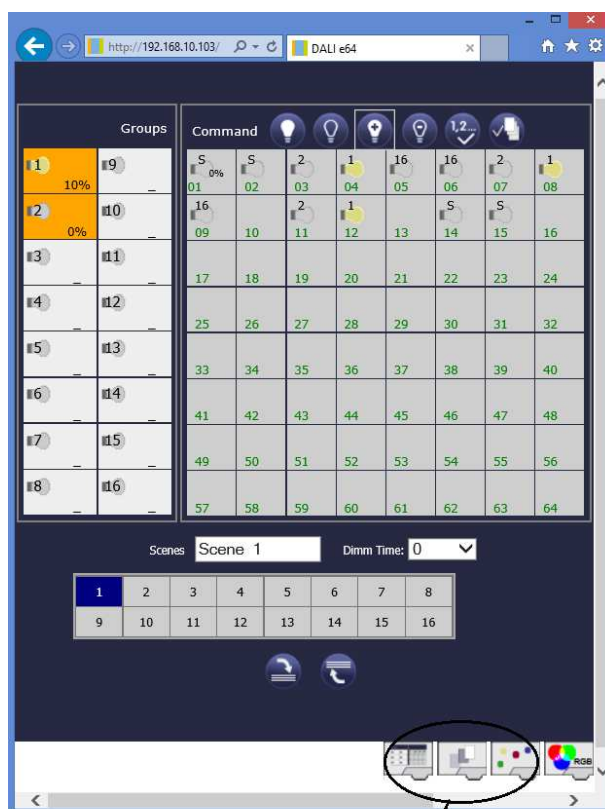 http://192.168.10.103/
DALI e64
Groups
Command
1,2...
1 10%
9 _
S 0% 01
S 02
2 03
1 04
16 05
16 06
2 07
1 08
2 0%
10 _
16 09
10
2 11
1 12
13
S 14
S 15
16
3 _
11 _
17 18 19 20 21 22 23 24
4 _
12 _
25 26 27 28 29 30 31 32
5 _
13 _
33 34 35 36 37 38 39 40
6 _
14 _
41 42 43 44 45 46 47 48
7 _
15 _
49 50 51 52 53 54 55 56
8 _
16 _
57 58 59 60 61 62 63 64
Scenes Scene 1 Dimm Time: 0
1 2 3 4 5 6 7 8
9 10 11 12 13 14 15 16
RGB